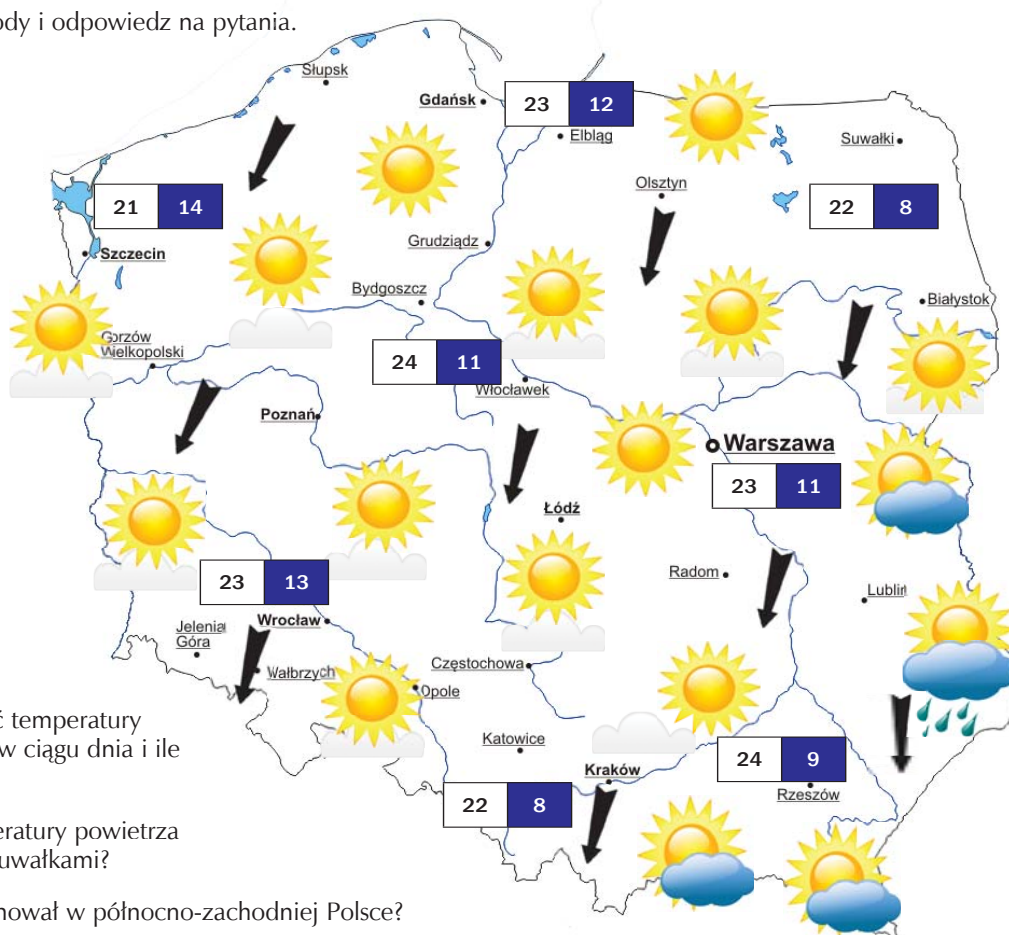 ody i odpowiedz na pytania.
Słupsk
Gdańsk
23 12
Elbląg
Suwałki
Olsztyn
21 14
22 8
Grudziądz
Szczecin
Bydgoszcz
Białystok
Gorzów
Wielkopolski
24 11
Włocławek
Poznań
Warszawa
23 11
Łódź
Radom
23 13
Lublin
Jelenia
Góra
Wrocław
Wałbrzych
Częstochowa
Opole
ć temperatury
w ciągu dnia i ile
Katowice
24 9
Kraków
Rzeszów
22 8
eratury powietrza
uwałkami?
nował w północno-zachodniej Polsce?